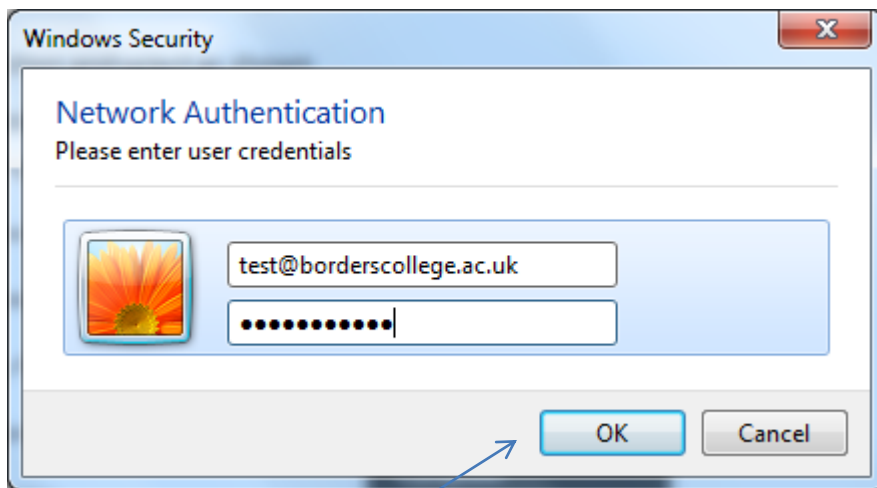 Windows Security
Network Authentication
Please enter user credentials
test@borderscollege.ac.uk
●●●●●●●●●●●
OK Cancel